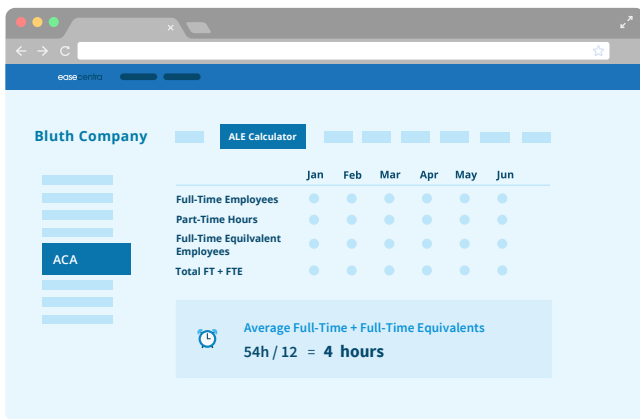 easecentra
Bluth Company
ALE Calculator
Jan Feb Mar Apr May Jun
Full-Time Employees
Part-Time Hours
Full-Time Equilvalent
Employees
Total FT + FTE
ACA
Average Full-Time + Full-Time Equivalents
54h / 12 = 4 hours